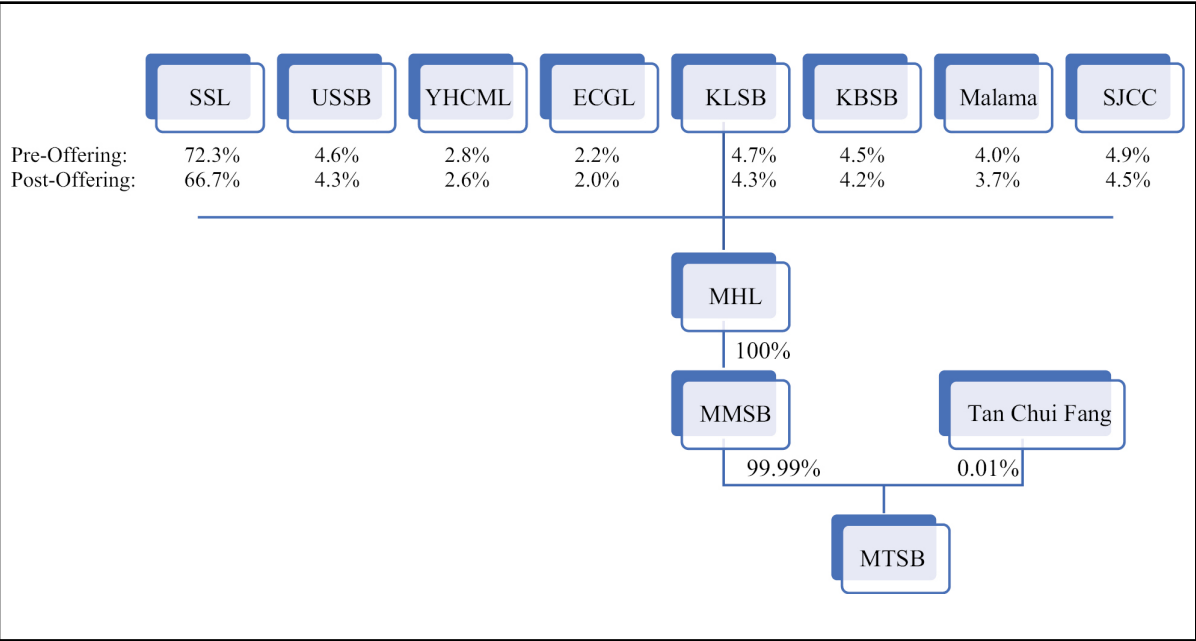 SSL USSB YHCML ECGL KLSB KBSB Malama SJCC
Pre-Offering: 72.3% 4.6% 2.8% 2.2% 4.7% 4.5% 4.0% 4.9%
Post-Offering: 66.7% 4.3% 2.6% 2.0% 4.3% 4.2% 3.7% 4.5%
MHL
100%
MMSB Tan Chui Fang
99.99% 0.01%
MTSB